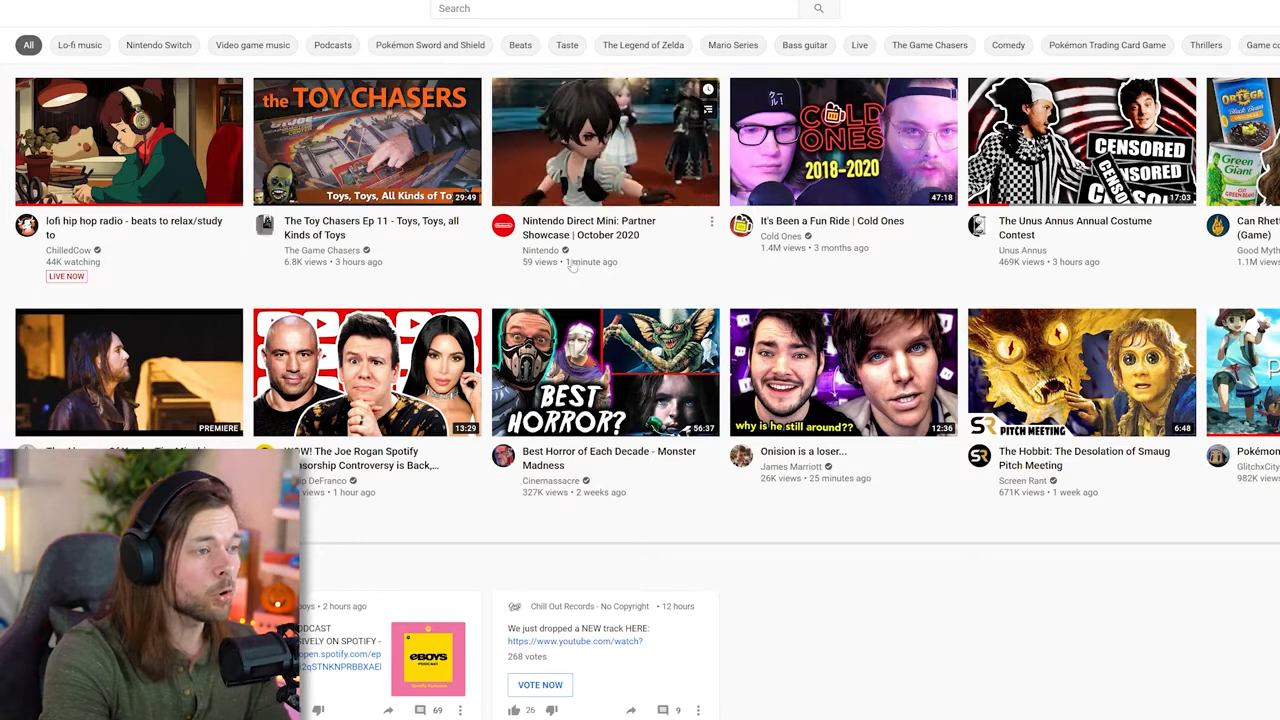 Search
All
Lo-fi music
Nintendo Switch
Video game music
Podcasts
Pokémon Sword and Shield
Beats
Taste
The Legend of Zelda
Mario Series
Bass guitar
Live
The Game Chasers
Comedy
Pokémon Trading Card Game
Thrillers
Game co
the TOY CHASERS
Toys, Toys, All Kinds of To
29:49
クール!
COLD
ONES
2018–2020
47:18
CENSORED
CENSORED
17:03
ORTEGA
Black Beans
Green
Giant
lofi hip hop radio - beats to relax/study
to
ChilledCow
44K watching
LIVE NOW
The Toy Chasers Ep 11 - Toys, Toys, all
Kinds of Toys
The Game Chasers
6.8K views • 3 hours ago
Nintendo Direct Mini: Partner
Showcase | October 2020
Nintendo
59 views • 1 minute ago
It's Been a Fun Ride | Cold Ones
Cold Ones
1.4M views • 3 months ago
The Unus Annus Annual Costume
Contest
Unus Annus
469K views • 3 hours ago
Can Rhet
(Game)
Good Myth
1.1M views
PREMIERE
13:29
BEST
HORROR?
56:37
why is he still around??
12:36
SR
PITCH MEETING
6:48
W! The Joe Rogan Spotify
sorship Controversy is Back,...
ip DeFranco
views • 1 hour ago
Best Horror of Each Decade - Monster
Madness
Cinemassacre
327K views • 2 weeks ago
Onision is a loser...
James Marriott
26K views • 25 minutes ago
SR
The Hobbit: The Desolation of Smaug
Pitch Meeting
Screen Rant
671K views • 1 week ago
Pokémon
GlitchxCity
982K views
oys • 2 hours ago
ODCAST
IVELY ON SPOTIFY -
open.spotify.com/ep
2qSTNKNPRBBXAEI
eBOYS
PODCAST
69
Chill Out Records - No Copyright • 12 hours
We just dropped a NEW track HERE:
https://www.youtube.com/watch?
268 votes
VOTE NOW
26
9